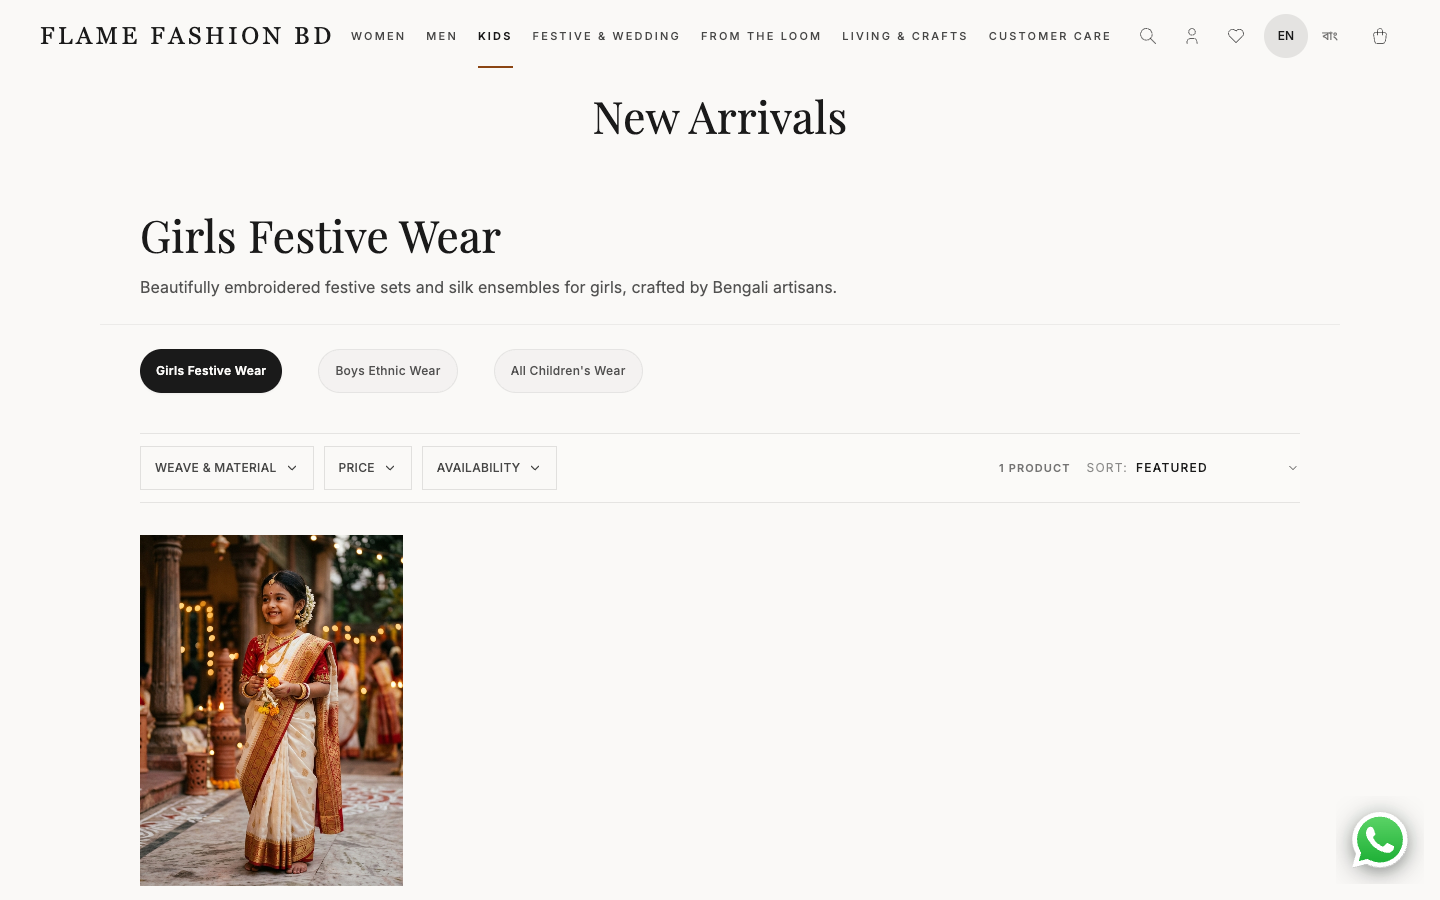 FLAME FASHION BD WOMEN MEN KIDS FESTIVE & WEDDING FROM THE LOOM LIVING & CRAFTS CUSTOMER CARE EN বাং
New Arrivals
Girls Festive Wear
Beautifully embroidered festive sets and silk ensembles for girls, crafted by Bengali artisans.
Girls Festive Wear Boys Ethnic Wear All Children's Wear
WEAVE & MATERIAL PRICE AVAILABILITY 1 PRODUCT SORT: FEATURED